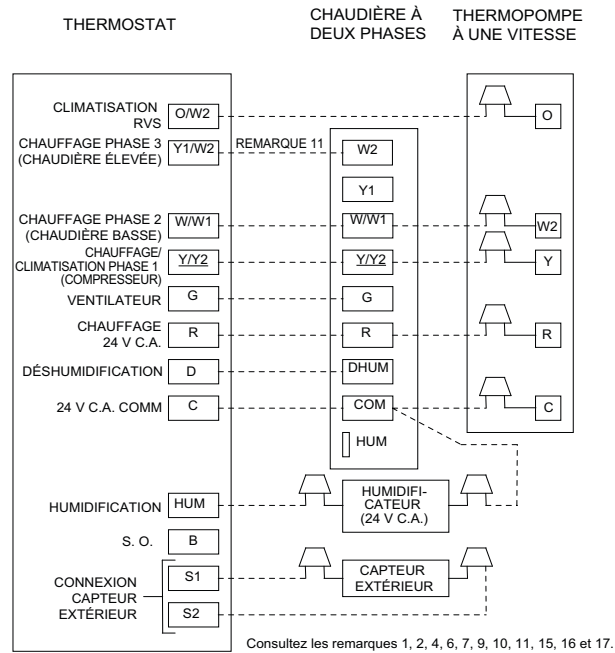 THERMOSTAT
CHAUDIÈRE À
DEUX PHASES
THERMOPOMPE
À UNE VITESSE
CLIMATISATION
RVS
O/W2
O
CHAUFFAGE PHASE 3
(CHAUDIÈRE ÉLEVÉE)
Y1/W2
REMARQUE 11
W2
Y1
CHAUFFAGE PHASE 2
(CHAUDIÈRE BASSE)
W/W1
W/W1
W2
CHAUFFAGE/
CLIMATISATION PHASE 1
(COMPRESSEUR)
Y/Y2
Y/Y2
Y
VENTILATEUR
G
G
CHAUFFAGE
24 V C.A.
R
R
R
DÉSHUMIDIFICATION
D
DHUM
24 V C.A. COMM
C
COM
C
HUM
HUMIDIFICATION
HUM
HUMIDIFI-
CATEUR
(24 V C.A.)
S. O.
B
CONNEXION
CAPTEUR
EXTÉRIEUR
S1
S2
CAPTEUR
EXTÉRIEUR
Consultez les remarques 1, 2, 4, 6, 7, 9, 10, 11, 15, 16 et 17.